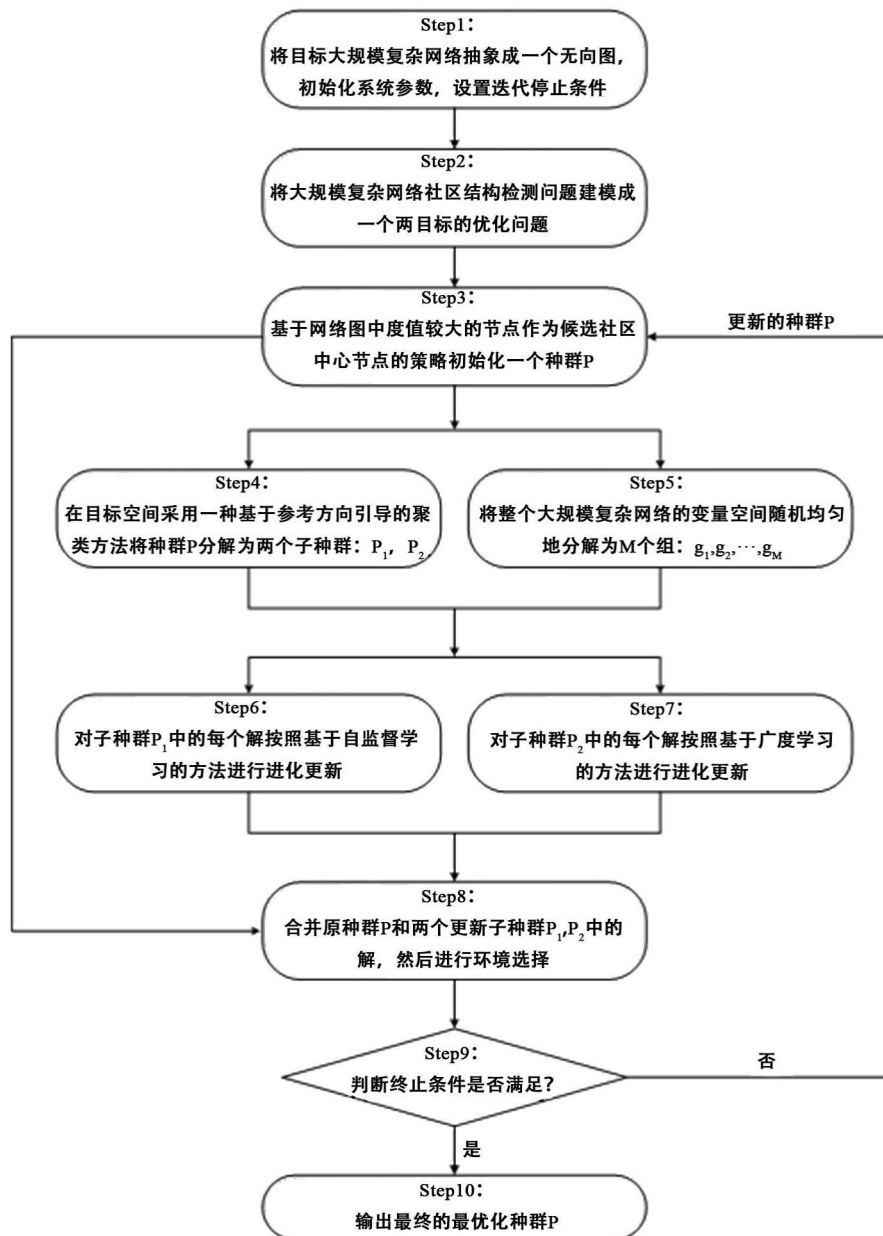 Step1：
将目标大规模复杂网络抽象成一个无向图，
初始化系统参数，设置迭代停止条件
Step2：
将大规模复杂网络社区结构检测问题建模成
一个两目标的优化问题
Step3：
基于网络图中度值较大的节点作为候选社区
中心节点的策略初始化一个种群P
更新的种群P
Step4：
在目标空间采用一种基于参考方向引导的聚
类方法将种群P分解为两个子种群：P₁，P₂
Step5：
将整个大规模复杂网络的变量空间随机均匀
地分解为M个组：g₁,g₂,⋯,g_M
Step6：
对子种群P₁中的每个解按照基于自监督学
习的方法进行进化更新
Step7：
对子种群P₂中的每个解按照基于广度学习
的方法进行进化更新
Step8：
合并原种群P和两个更新子种群P₁,P₂中的
解，然后进行环境选择
Step9：
判断终止条件是否满足？
否
是
Step10：
输出最终的最优化种群P